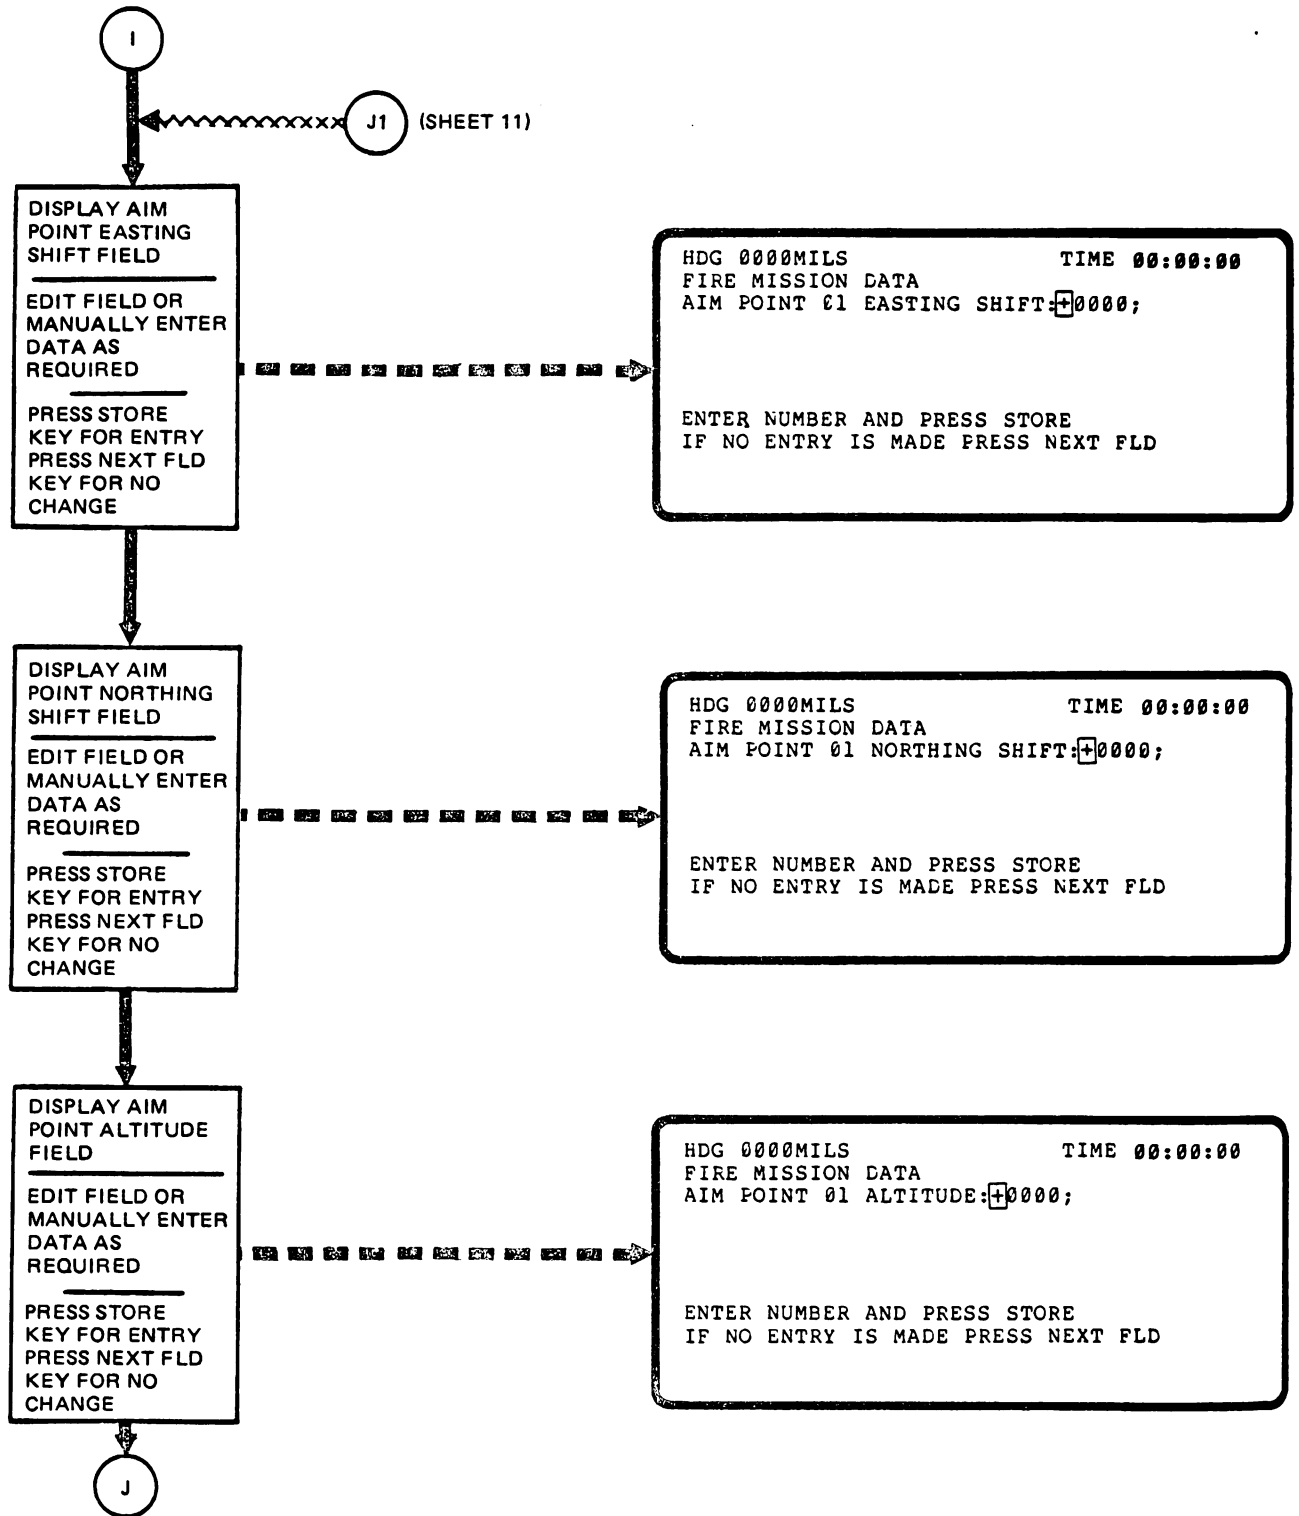 I
J1 (SHEET 11)
DISPLAY AIM
POINT EASTING
SHIFT FIELD
EDIT FIELD OR
MANUALLY ENTER
DATA AS
REQUIRED
PRESS STORE
KEY FOR ENTRY
PRESS NEXT FLD
KEY FOR NO
CHANGE
HDG 0000MILS TIME 00:00:00
FIRE MISSION DATA
AIM POINT 01 EASTING SHIFT:+0000;
ENTER NUMBER AND PRESS STORE
IF NO ENTRY IS MADE PRESS NEXT FLD
DISPLAY AIM
POINT NORTHING
SHIFT FIELD
EDIT FIELD OR
MANUALLY ENTER
DATA AS
REQUIRED
PRESS STORE
KEY FOR ENTRY
PRESS NEXT FLD
KEY FOR NO
CHANGE
HDG 0000MILS TIME 00:00:00
FIRE MISSION DATA
AIM POINT 01 NORTHING SHIFT:+0000;
ENTER NUMBER AND PRESS STORE
IF NO ENTRY IS MADE PRESS NEXT FLD
DISPLAY AIM
POINT ALTITUDE
FIELD
EDIT FIELD OR
MANUALLY ENTER
DATA AS
REQUIRED
PRESS STORE
KEY FOR ENTRY
PRESS NEXT FLD
KEY FOR NO
CHANGE
HDG 0000MILS TIME 00:00:00
FIRE MISSION DATA
AIM POINT 01 ALTITUDE:+0000;
ENTER NUMBER AND PRESS STORE
IF NO ENTRY IS MADE PRESS NEXT FLD
J